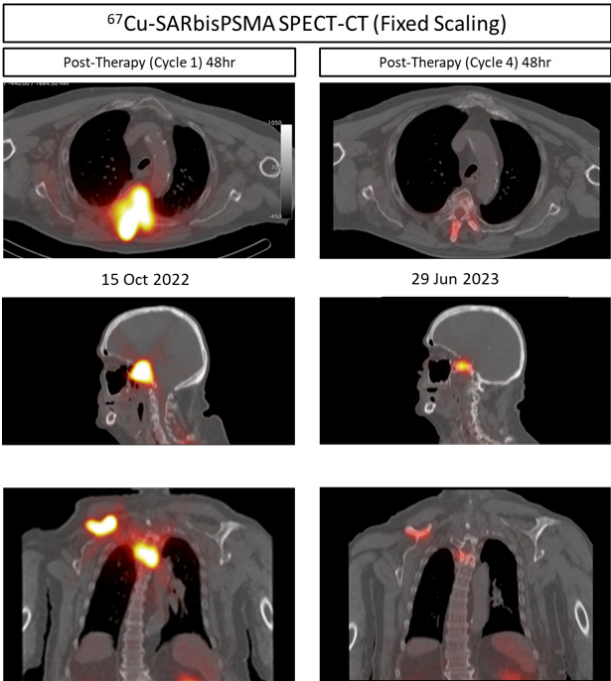 ⁶⁷Cu-SARbisPSMA SPECT-CT (Fixed Scaling)
Post-Therapy (Cycle 1) 48hr
Post-Therapy (Cycle 4) 48hr
1050
-450
15 Oct 2022
29 Jun 2023